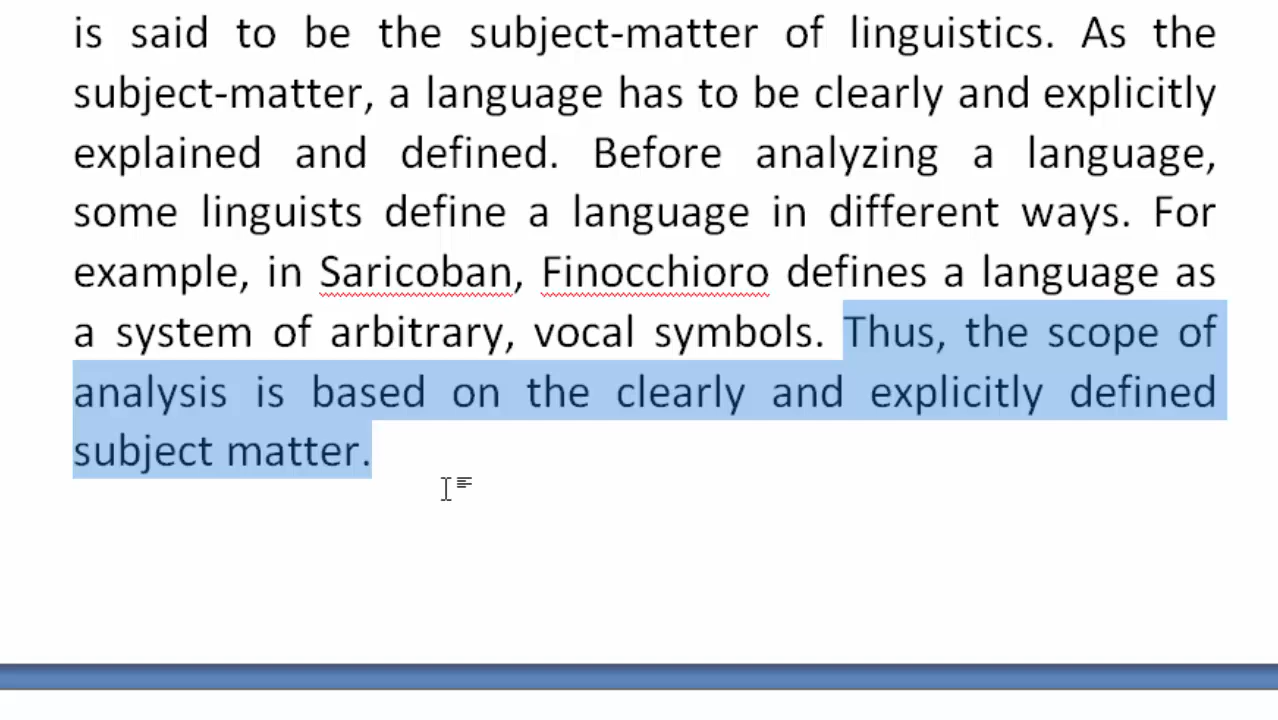 is said to be the subject-matter of linguistics. As the
subject-matter, a language has to be clearly and explicitly
explained and defined. Before analyzing a language,
some linguists define a language in different ways. For
example, in Saricoban, Finocchioro defines a language as
a system of arbitrary, vocal symbols. Thus, the scope of
analysis is based on the clearly and explicitly defined
subject matter.